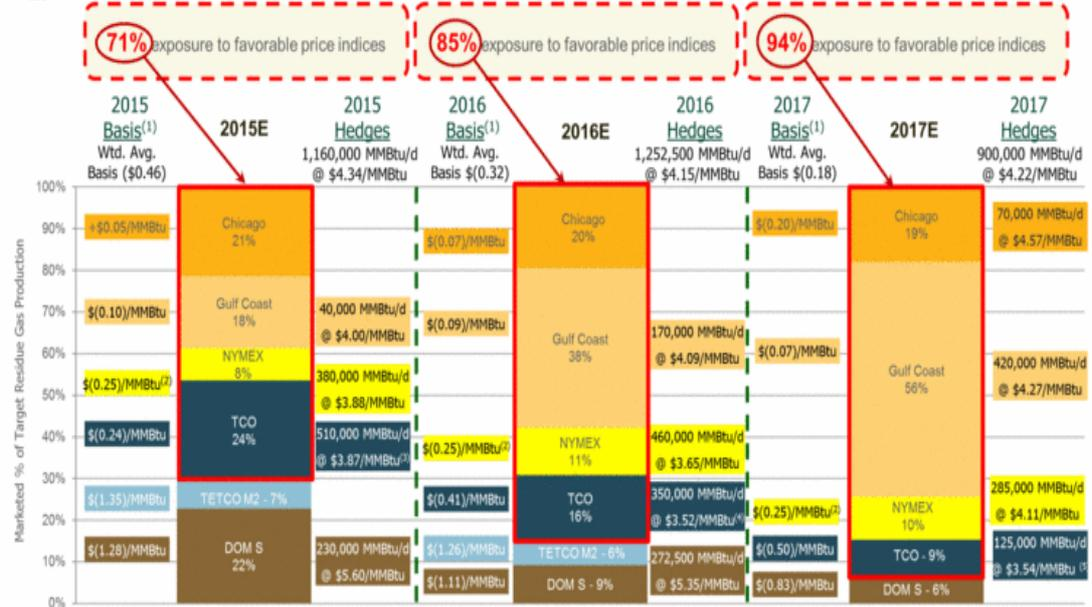 71% exposure to favorable price indices
85% exposure to favorable price indices
94% exposure to favorable price indices
2015
Basis(1)
Wtd. Avg.
Basis ($0.46)
2015E
2015
Hedges
1,160,000 MMBtu/d
@ $4.34/MMBtu
2016
Basis(1)
Wtd. Avg.
Basis $(0.32)
2016E
2016
Hedges
1,252,500 MMBtu/d
@ $4.15/MMBtu
2017
Basis(1)
Wtd. Avg.
Basis $(0.18)
2017E
2017
Hedges
900,000 MMBtu/d
@ $4.22/MMBtu
Marketed % of Target Residue Gas Production
100%
90%
80%
70%
60%
50%
40%
30%
20%
10%
0%
+$0.05/MMBtu
$(0.10)/MMBtu
$(0.25)/MMBtu(2)
$(0.24)/MMBtu
$(1.35)/MMBtu
$(1.28)/MMBtu
Chicago
21%
Gulf Coast
18%
NYMEX
8%
TCO
24%
TETCO M2 - 7%
DOM S
22%
40,000 MMBtu/d
@ $4.00/MMBtu
380,000 MMBtu/d
@ $3.88/MMBtu
510,000 MMBtu/d
@ $3.87/MMBtu(3)
230,000 MMBtu/d
@ $5.60/MMBtu
$(0.07)/MMBtu
$(0.09)/MMBtu
$(0.25)/MMBtu(2)
$(0.41)/MMBtu
$(1.26)/MMBtu
$(1.11)/MMBtu
Chicago
20%
Gulf Coast
38%
NYMEX
11%
TCO
16%
TETCO M2 - 6%
DOM S - 9%
170,000 MMBtu/d
@ $4.09/MMBtu
460,000 MMBtu/d
@ $3.65/MMBtu
350,000 MMBtu/d
@ $3.52/MMBtu(4)
272,500 MMBtu/d
@ $5.35/MMBtu
$(0.20)/MMBtu
$(0.07)/MMBtu
$(0.25)/MMBtu(2)
$(0.50)/MMBtu
$(0.83)/MMBtu
Chicago
19%
Gulf Coast
56%
NYMEX
10%
TCO - 9%
DOM S - 6%
70,000 MMBtu/d
@ $4.57/MMBtu
420,000 MMBtu/d
@ $4.27/MMBtu
285,000 MMBtu/d
@ $4.11/MMBtu
125,000 MMBtu/d
@ $3.54/MMBtu